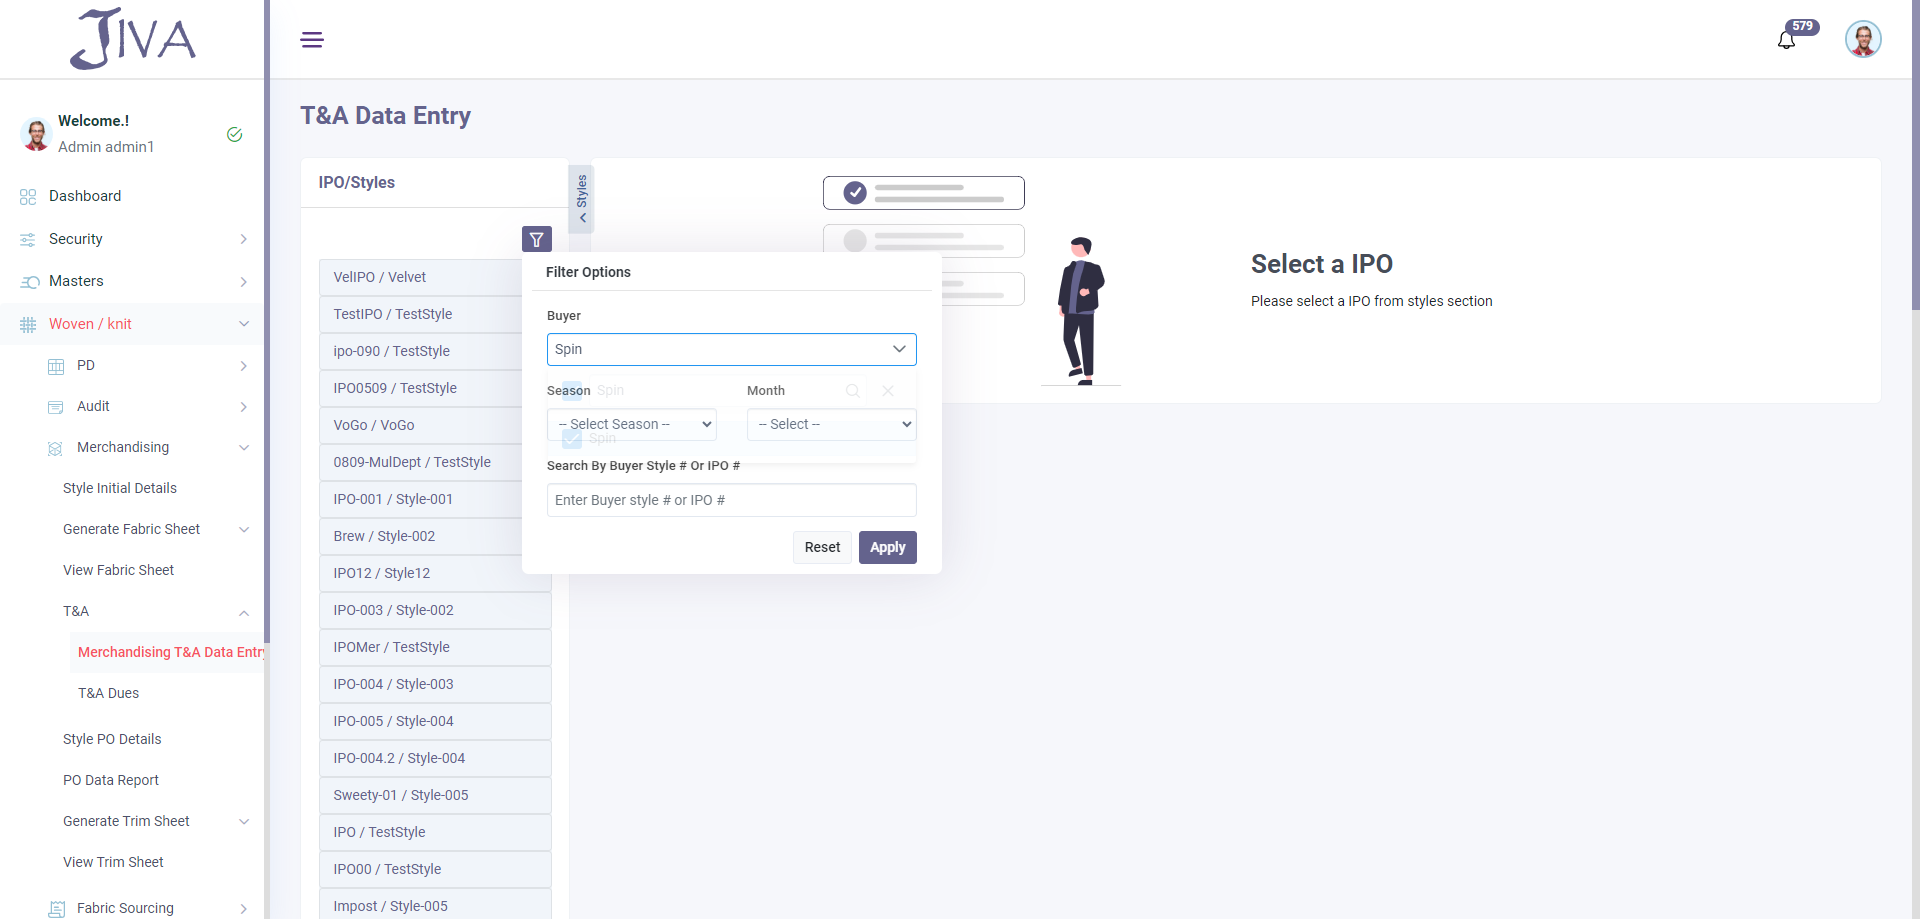 JIVA
579
Welcome.!
Admin admin1
Dashboard
Security
Masters
Woven / knit
PD
Audit
Merchandising
Style Initial Details
Generate Fabric Sheet
View Fabric Sheet
T&A
Merchandising T&A Data Entry
T&A Dues
Style PO Details
PO Data Report
Generate Trim Sheet
View Trim Sheet
Fabric Sourcing
T&A Data Entry
IPO/Styles
Styles
VelIPO / Velvet
TestIPO / TestStyle
ipo-090 / TestStyle
IPO0509 / TestStyle
VoGo / VoGo
0809-MulDept / TestStyle
IPO-001 / Style-001
Brew / Style-002
IPO12 / Style12
IPO-003 / Style-002
IPOMer / TestStyle
IPO-004 / Style-003
IPO-005 / Style-004
IPO-004.2 / Style-004
Sweety-01 / Style-005
IPO / TestStyle
IPO00 / TestStyle
Impost / Style-005
Filter Options
Buyer
Spin
Season
Spin
Month
-- Select Season --
-- Select --
Spin
Search By Buyer Style # Or IPO #
Enter Buyer style # or IPO #
Reset
Apply
Select a IPO
Please select a IPO from styles section